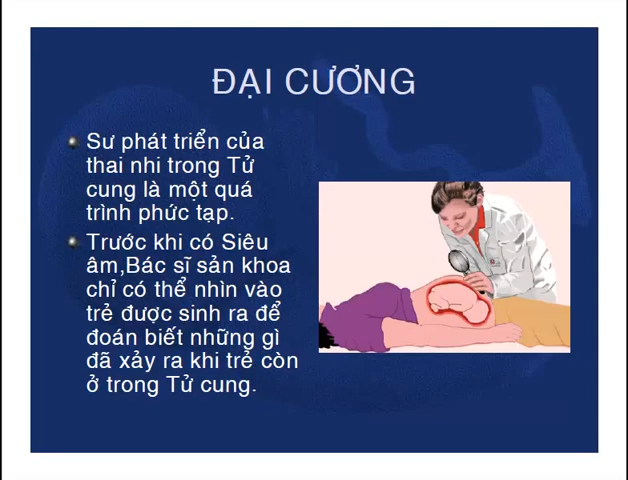 ĐẠI CƯƠNG
Sư phát triển của
thai nhi trong Tử
cung là một quá
trình phức tạp.
Trước khi có Siêu
âm,Bác sĩ sản khoa
chỉ có thể nhìn vào
trẻ được sinh ra để
đoán biết những gì
đã xảy ra khi trẻ còn
ở trong Tử cung.